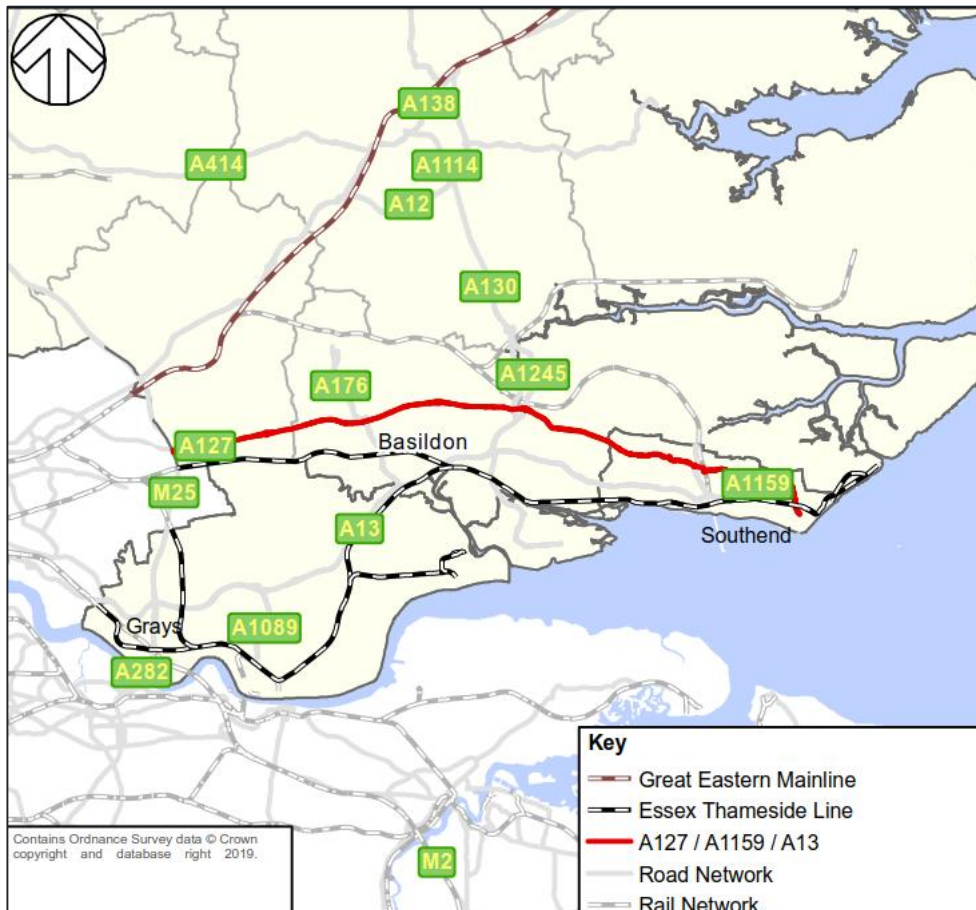 A138
A414
A1114
A12
A130
A1245
A176
A127
Basildon
M25
A1159
A13
Southend
Grays
A1089
A282
Key
Great Eastern Mainline
Essex Thameside Line
A127 / A1159 / A13
Road Network
Rail Network
Contains Ordnance Survey data © Crown
copyright and database right 2019.
M2